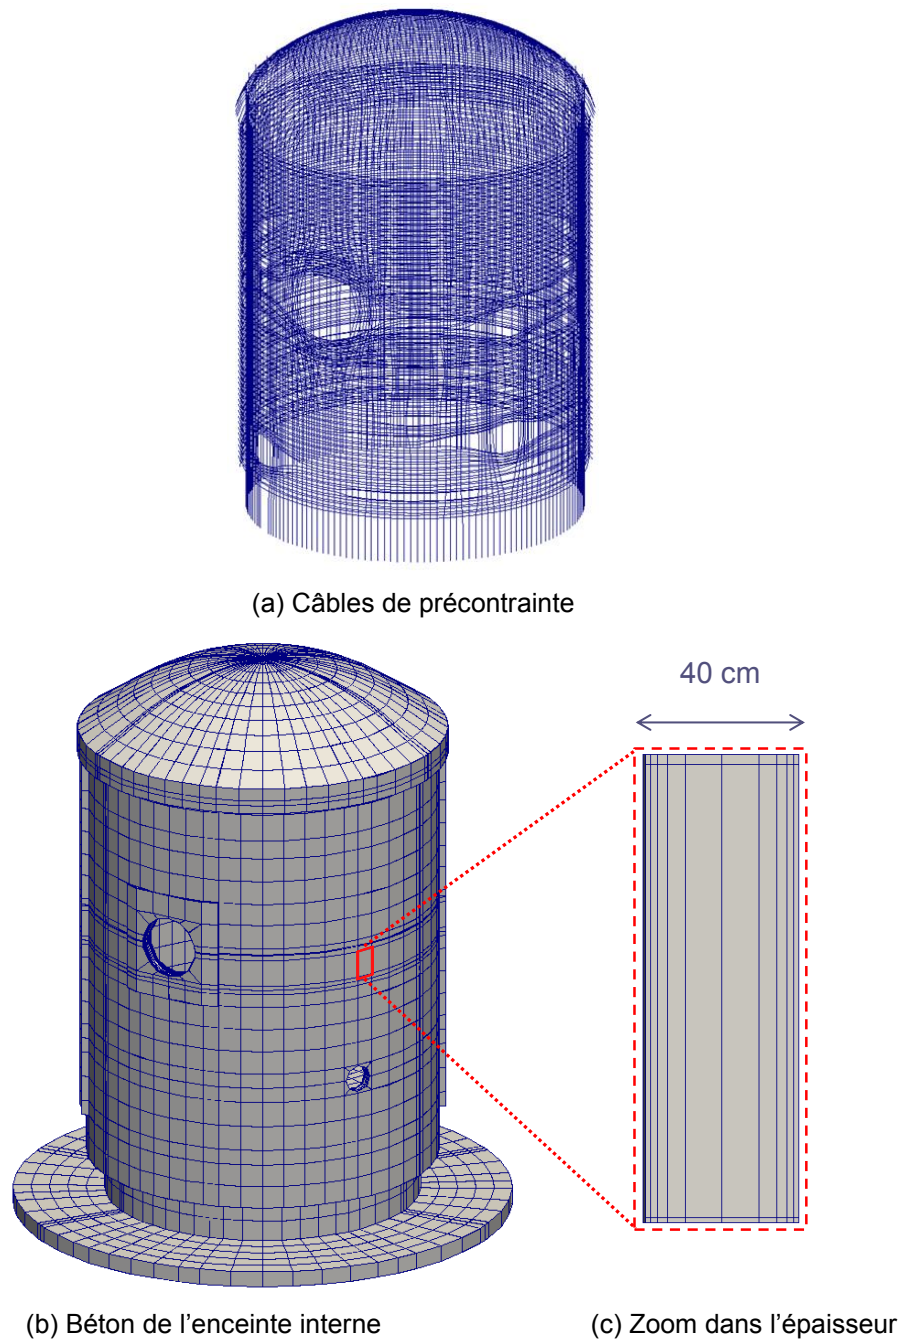 (a) Câbles de précontrainte
40 cm
(b) Béton de l’enceinte interne
(c) Zoom dans l’épaisseur